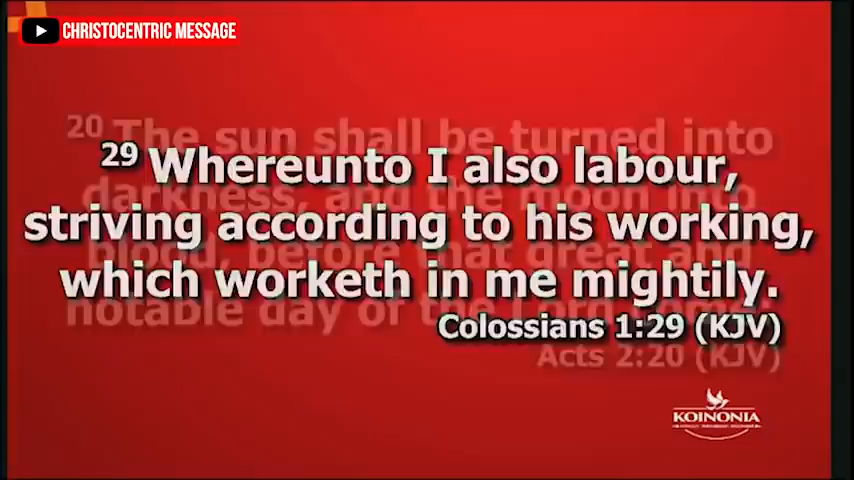 CHRISTOCENTRIC MESSAGE
20 The sun shall be turned into
29 Whereunto I also labour,
darkness, and the moon into
striving according to his working,
blood, before that great and
which worketh in me mightily.
notable day of the Lord
Colossians 1:29 (KJV)
Acts 2:20 (KJV)
KOINONIA